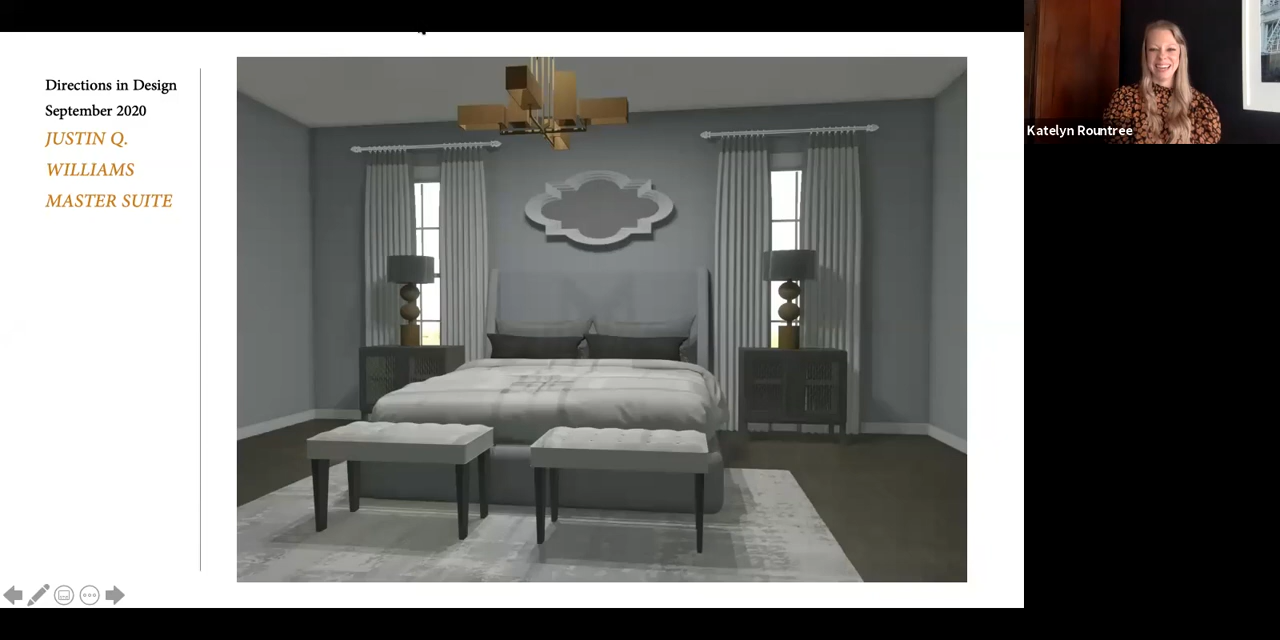 Directions in Design
September 2020
JUSTIN Q.
WILLIAMS
MASTER SUITE
Katelyn Rountree